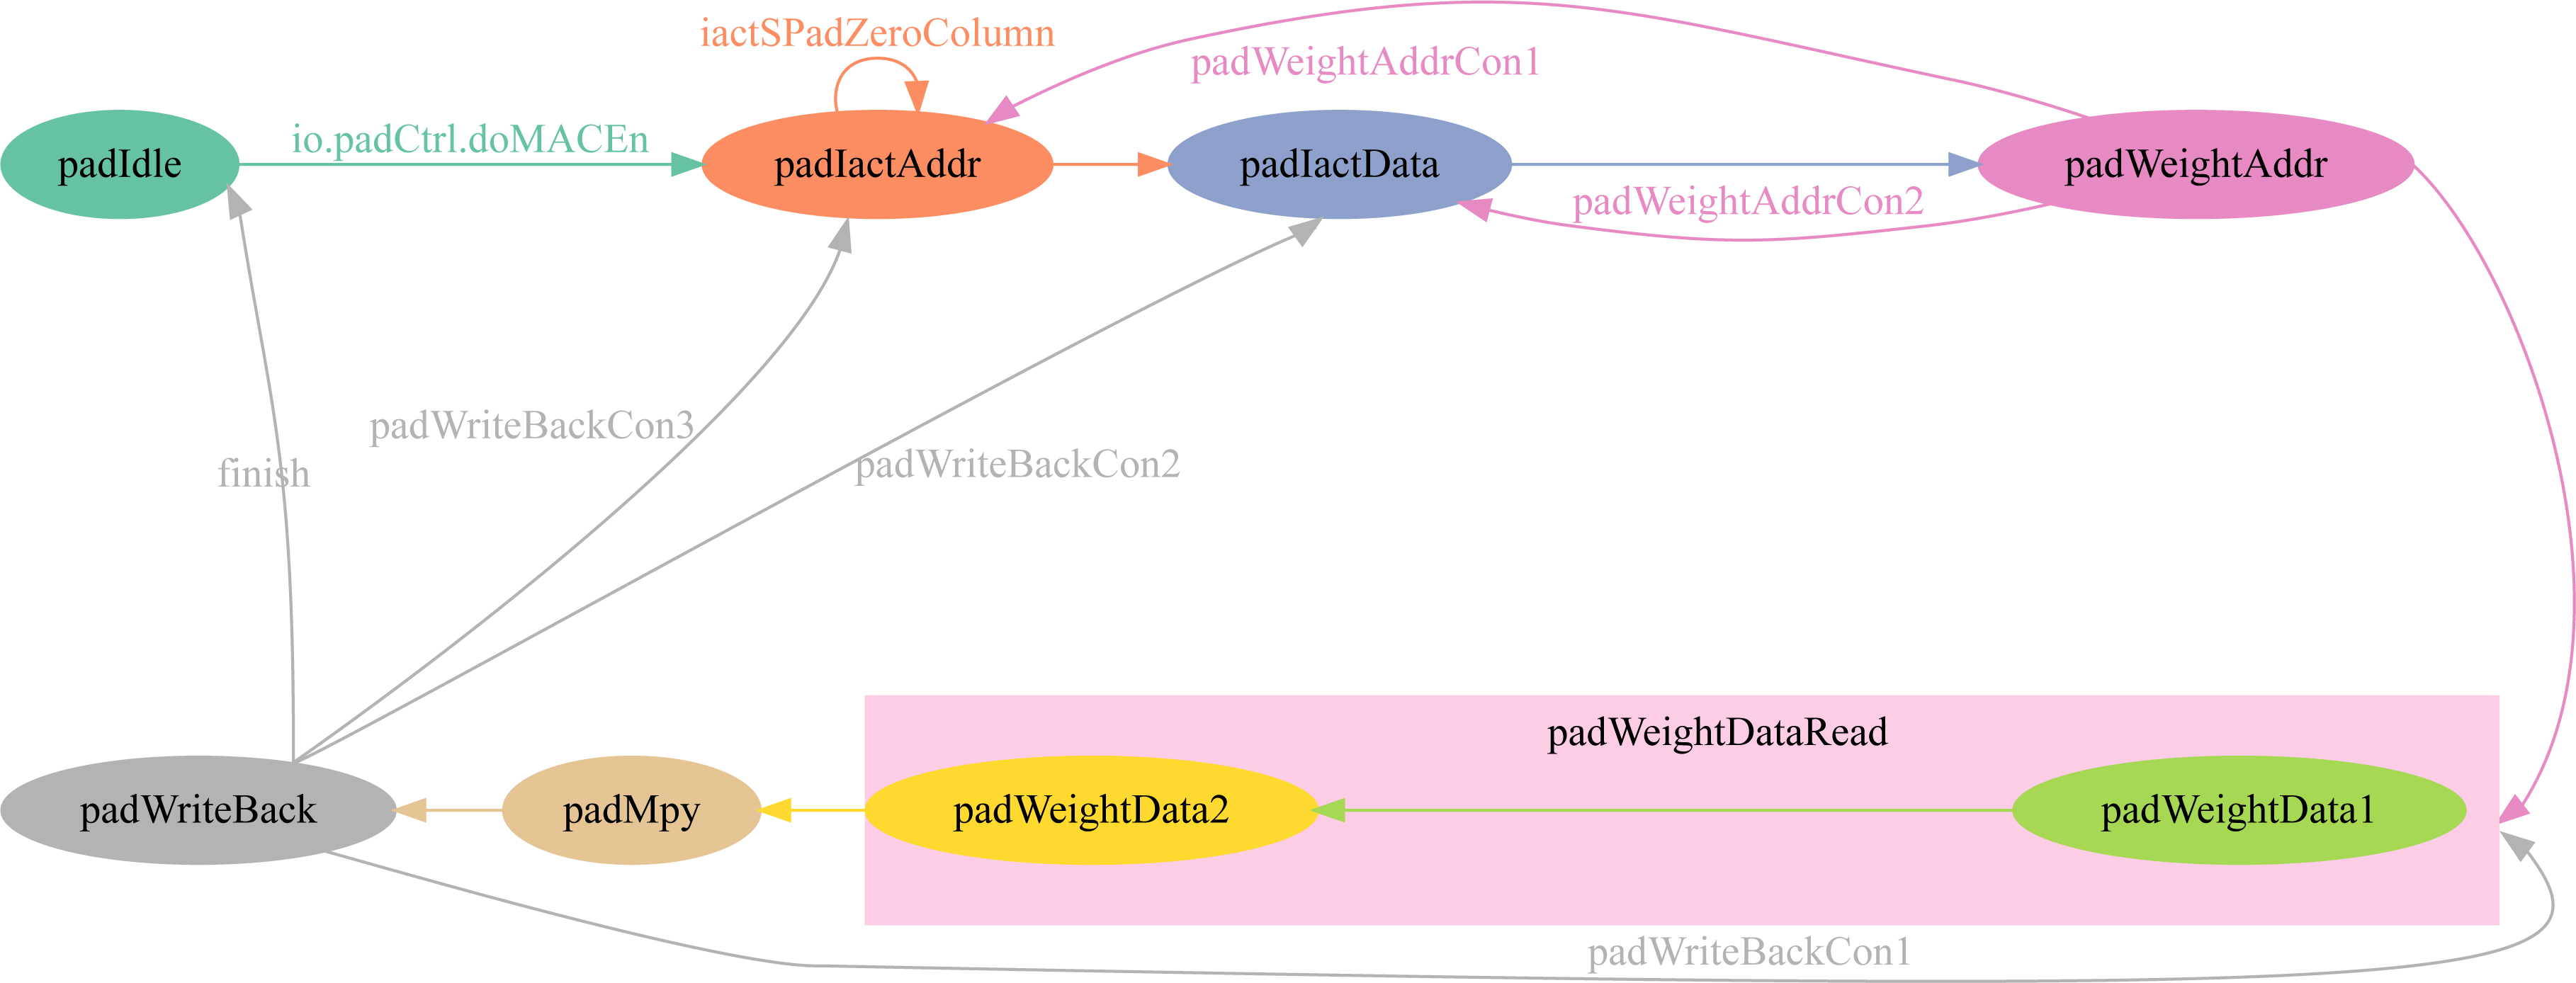 iactSPadZeroColumn
padWeightAddrCon1
padIdle
io.padCtrl.doMACEn
padIactAddr
padIactData
padWeightAddr
padWeightAddrCon2
padWriteBackCon3
finish
padWriteBackCon2
padWeightDataRead
padWriteBack
padMpy
padWeightData2
padWeightData1
padWriteBackCon1